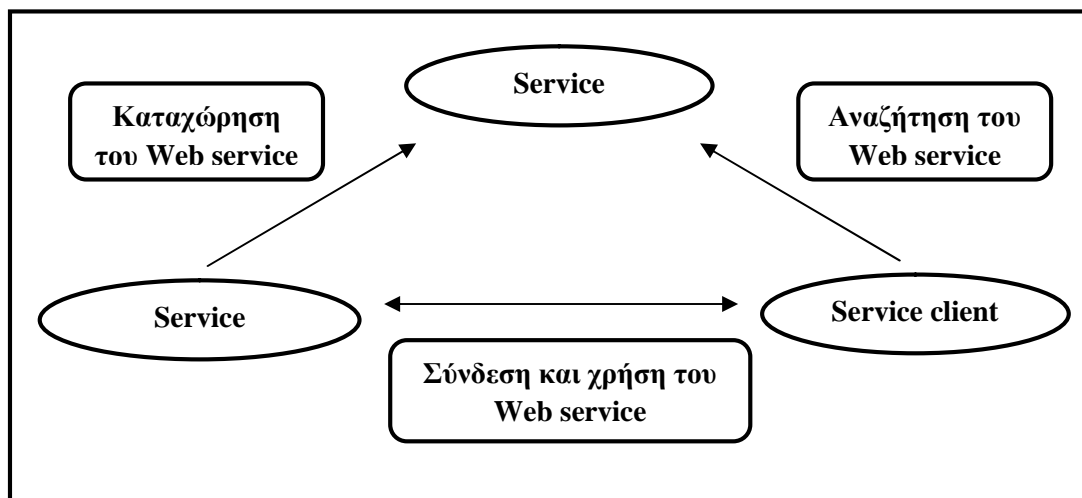 Service
Καταχώρηση
του Web service
Αναζήτηση του
Web service
Service
Service client
Σύνδεση και χρήση του
Web service